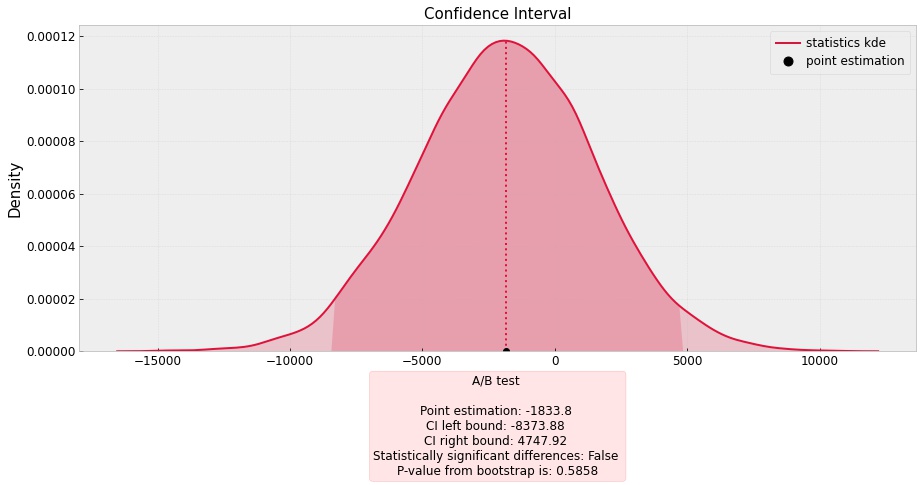 Confidence Interval
statistics kde
point estimation
Density
0.00012
0.00010
0.00008
0.00006
0.00004
0.00002
0.00000
−15000
−10000
−5000
0
5000
10000
A/B test
Point estimation: -1833.8
CI left bound: -8373.88
CI right bound: 4747.92
Statistically significant differences: False
P-value from bootstrap is: 0.5858